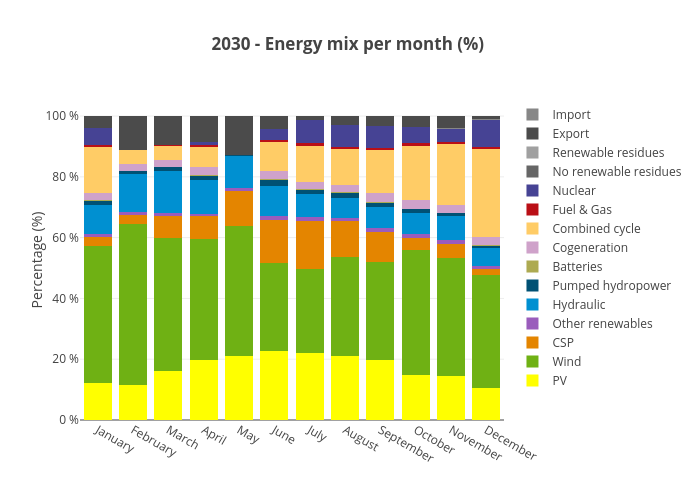 2030 - Energy mix per month (%)
Percentage (%)
100 %
80 %
60 %
40 %
20 %
0 %
January
February
March
April
May
June
July
August
September
October
November
December
Import
Export
Renewable residues
No renewable residues
Nuclear
Fuel & Gas
Combined cycle
Cogeneration
Batteries
Pumped hydropower
Hydraulic
Other renewables
CSP
Wind
PV